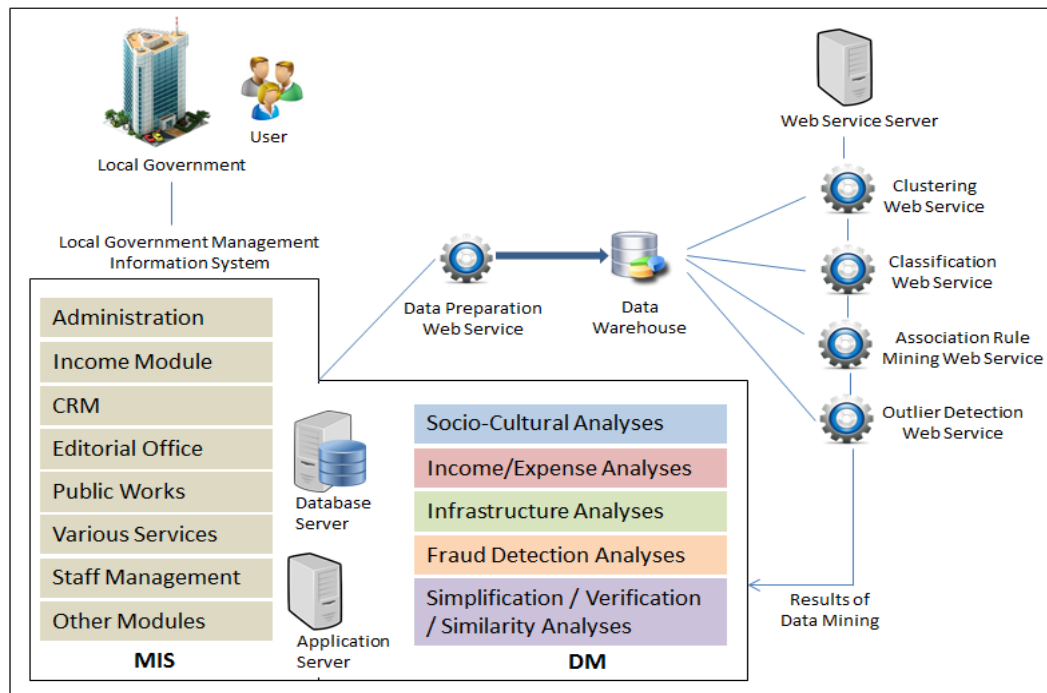 Local Government
User
Web Service Server
Local Government Management
Information System
Data Preparation
Web Service
Data
Warehouse
Clustering
Web Service
Classification
Web Service
Association Rule
Mining Web Service
Outlier Detection
Web Service
Results of
Data Mining
Administration
Income Module
CRM
Editorial Office
Public Works
Various Services
Staff Management
Other Modules
MIS
Database
Server
Application
Server
Socio-Cultural Analyses
Income/Expense Analyses
Infrastructure Analyses
Fraud Detection Analyses
Simplification / Verification
/ Similarity Analyses
DM